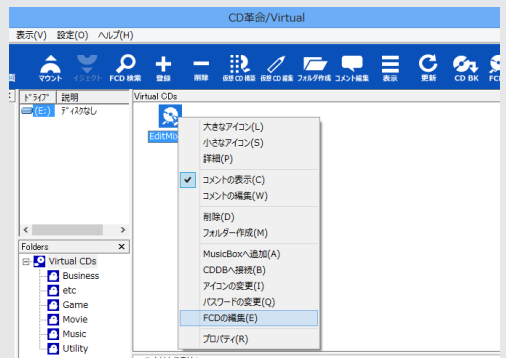 CD革命/Virtual
表示(V) 設定(O) ヘルプ(H)
マウント イジェクト FCD 検索 登録 削除 仮想 CD 構築 仮想 CD 編集 フォルダ作成 コメント編集 表示 更新 CD BK
ドライブ 説明
(E:) ディスクなし
Virtual CDs
大きなアイコン(L)
小さなアイコン(S)
詳細(P)
コメントの表示(C)
コメントの編集(W)
削除(D)
フォルダー作成(M)
MusicBoxへ追加(A)
CDDBへ接続(B)
アイコンの変更(I)
パスワードの変更(Q)
FCDの編集(E)
プロパティ(R)
Folders
Virtual CDs
Business
etc
Game
Movie
Music
Utility